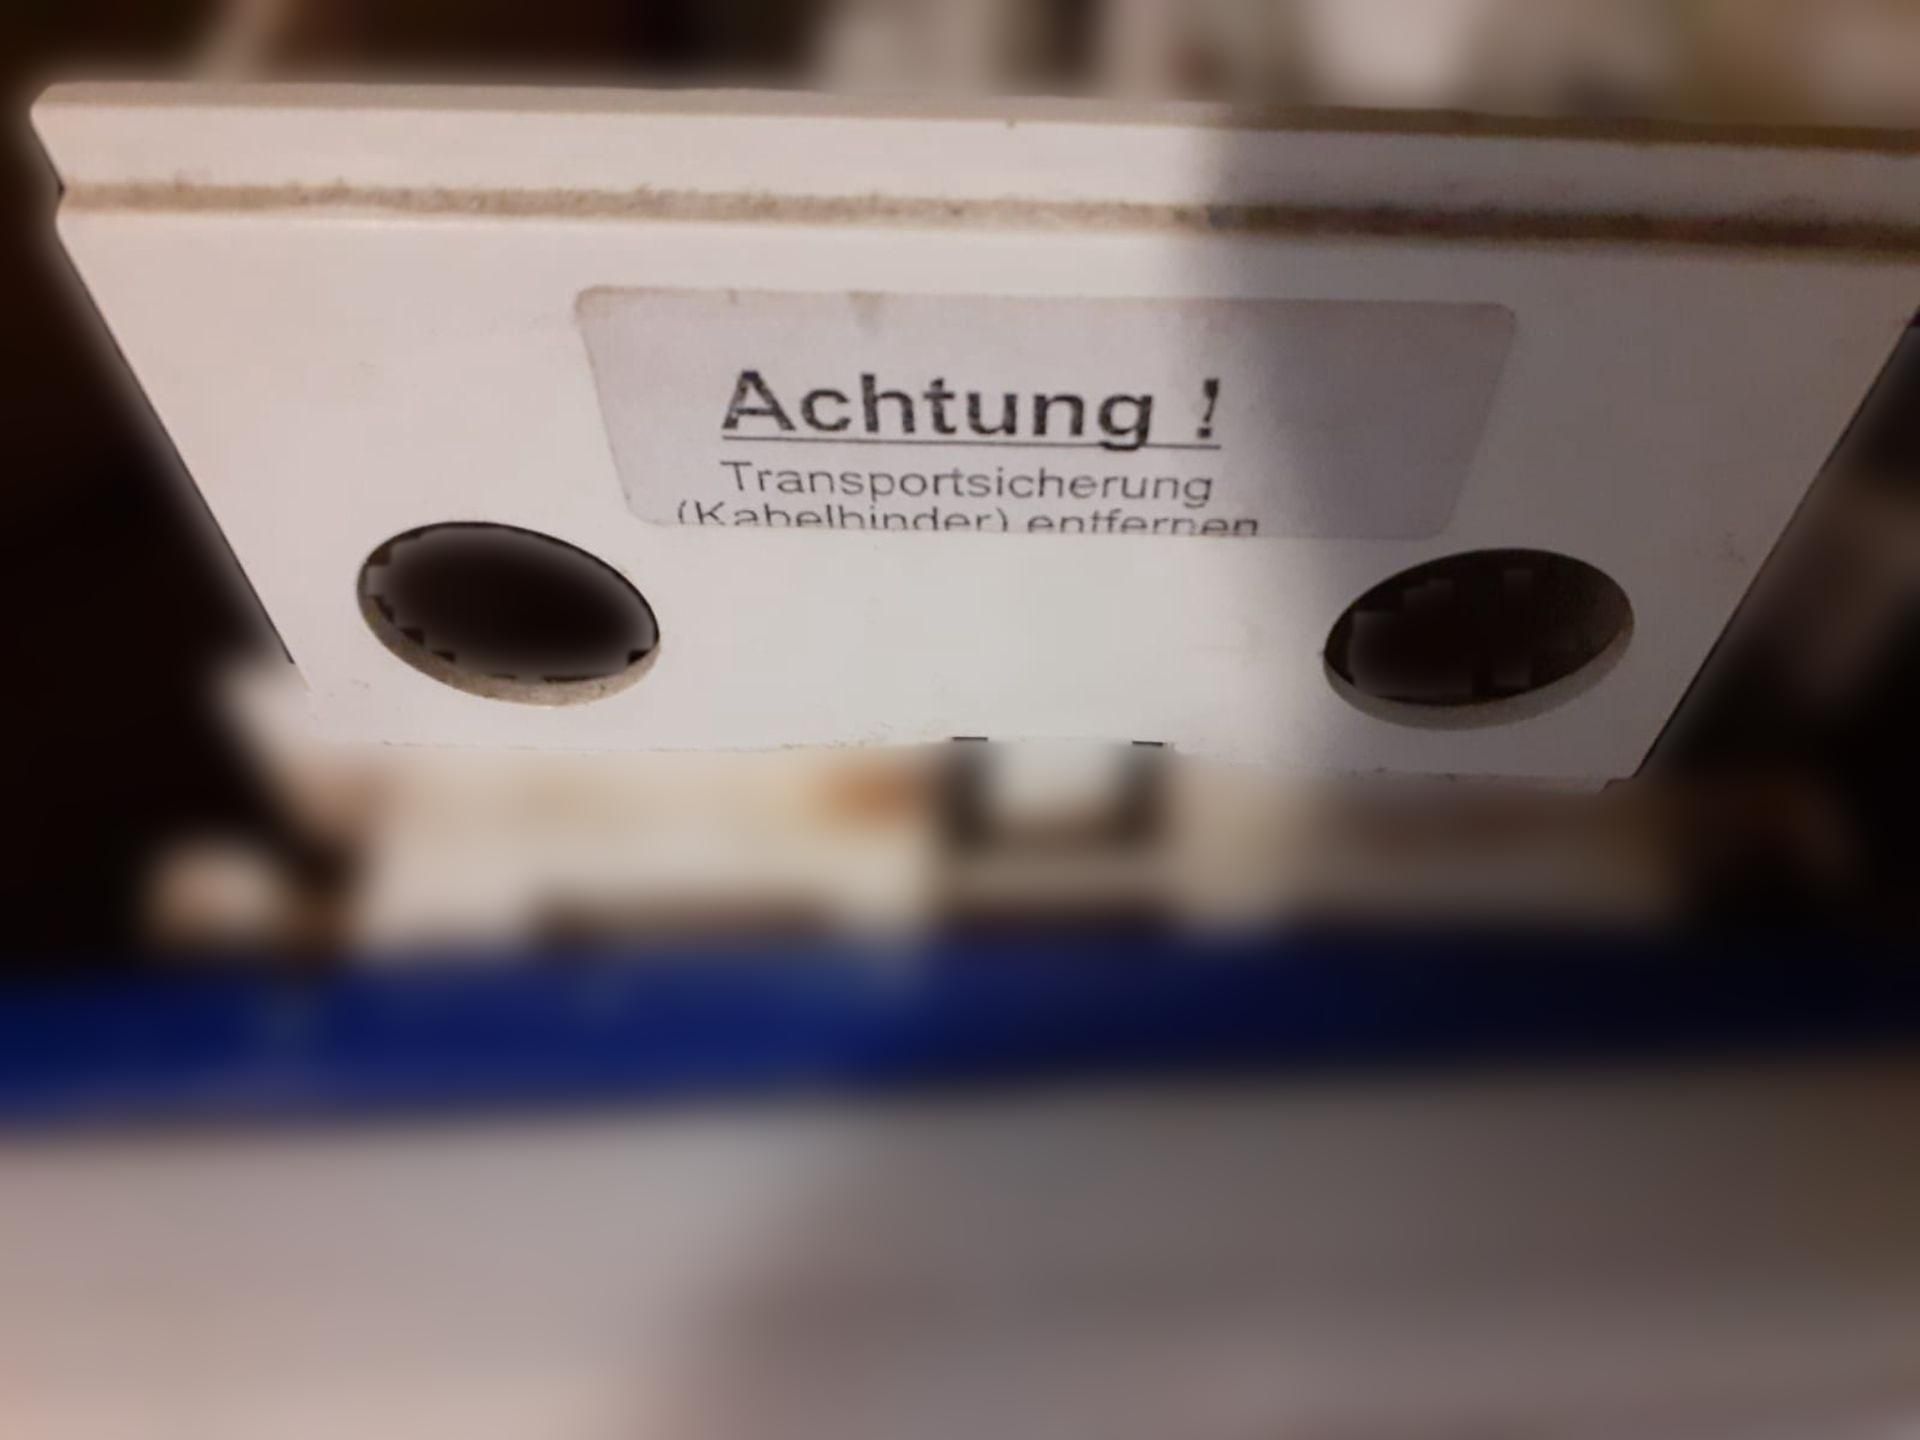 Achtung !
Transportsicherung
(Kabelbinder) entfernen